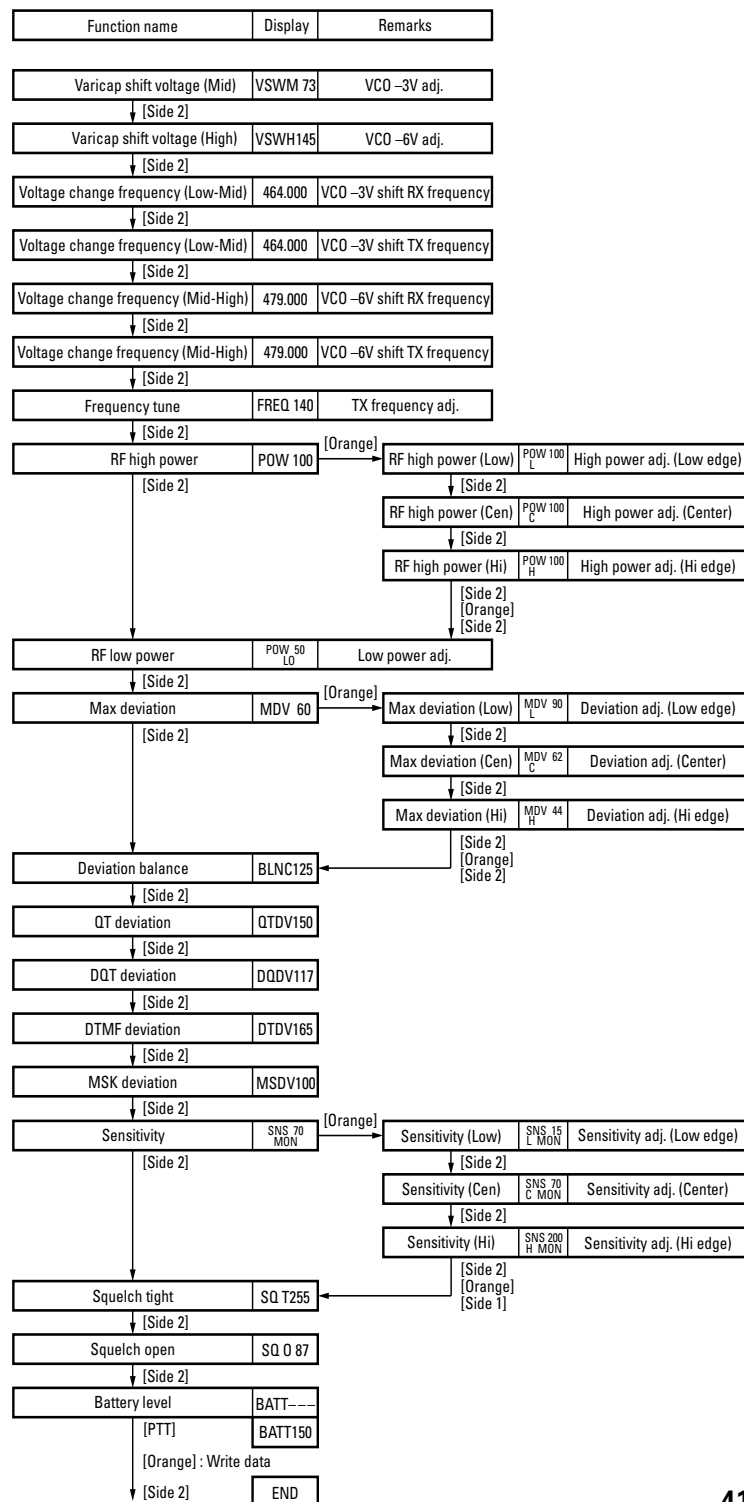 Function name Display Remarks
Varicap shift voltage (Mid) VSWM 73 VCO –3V adj.
[Side 2]
Varicap shift voltage (High) VSWH145 VCO –6V adj.
[Side 2]
Voltage change frequency (Low-Mid) 464.000 VCO –3V shift RX frequency
[Side 2]
Voltage change frequency (Low-Mid) 464.000 VCO –3V shift TX frequency
[Side 2]
Voltage change frequency (Mid-High) 479.000 VCO –6V shift RX frequency
[Side 2]
Voltage change frequency (Mid-High) 479.000 VCO –6V shift TX frequency
[Side 2]
Frequency tune FREQ 140 TX frequency adj.
[Side 2]
RF high power POW 100
[Orange]
RF high power (Low) POW 100 L High power adj. (Low edge)
[Side 2]
[Side 2]
RF high power (Cen) POW 100 C High power adj. (Center)
[Side 2]
RF high power (Hi) POW 100 H High power adj. (Hi edge)
[Side 2]
[Orange]
[Side 2]
RF low power POW 50 LO Low power adj.
[Side 2]
Max deviation MDV 60
[Orange]
Max deviation (Low) MDV 90 L Deviation adj. (Low edge)
[Side 2]
[Side 2]
Max deviation (Cen) MDV 62 C Deviation adj. (Center)
[Side 2]
Max deviation (Hi) MDV 44 H Deviation adj. (Hi edge)
[Side 2]
[Orange]
[Side 2]
Deviation balance BLNC125
[Side 2]
QT deviation QTDV150
[Side 2]
DQT deviation DQDV117
[Side 2]
DTMF deviation DTDV165
[Side 2]
MSK deviation MSDV100
[Side 2]
Sensitivity SNS 70 MON
[Orange]
Sensitivity (Low) SNS 15 L MON Sensitivity adj. (Low edge)
[Side 2]
[Side 2]
Sensitivity (Cen) SNS 70 C MON Sensitivity adj. (Center)
[Side 2]
Sensitivity (Hi) SNS 200 H MON Sensitivity adj. (Hi edge)
[Side 2]
[Orange]
[Side 1]
Squelch tight SQ T255
[Side 2]
Squelch open SQ O 87
[Side 2]
Battery level BATT–––
[PTT] BATT150
[Orange] : Write data
[Side 2] END
41